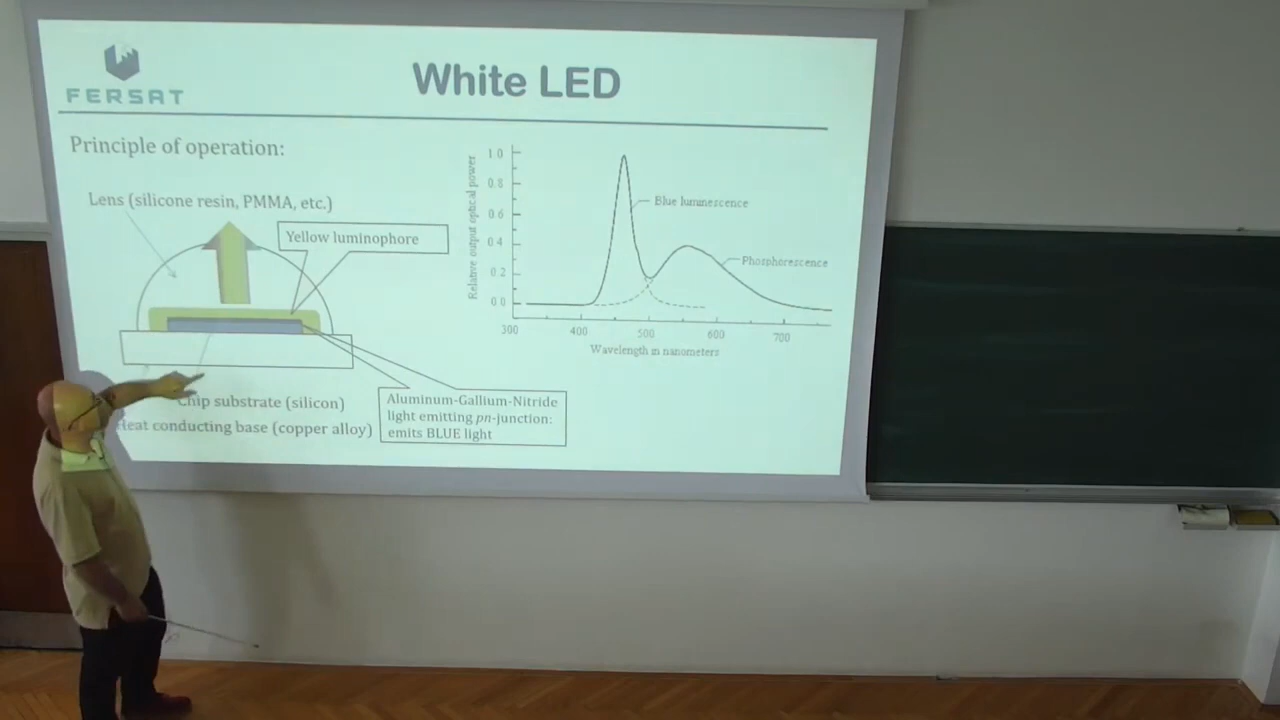 FERSAT
White LED
Principle of operation:
Lens (silicone resin, PMMA, etc.)
Yellow luminophore
Chip substrate (silicon)
Heat conducting base (copper alloy)
Aluminum-Gallium-Nitride
light emitting pn-junction:
emits BLUE light
Relative output optical power
1 0
0.8
0 6
0 4
0.2
0 0
Blue luminescence
Phosphorescence
300 400 500 600 700
Wavelength in nanometers